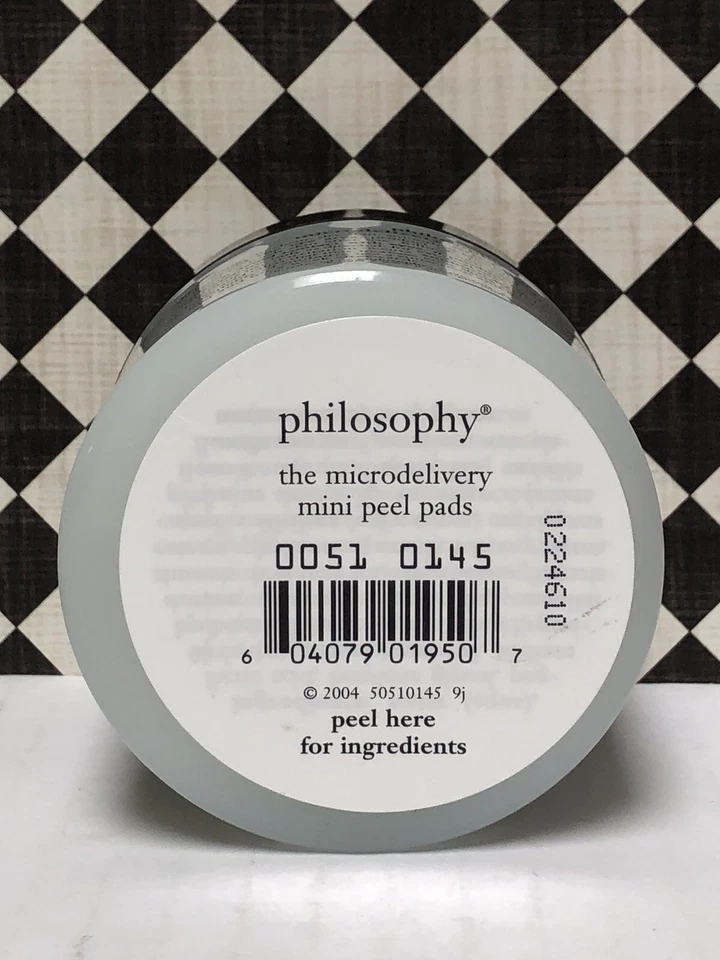 philosophy®
the microdelivery
mini peel pads
0051 0145
0224610
6 04079 01950 7
© 2004 50510145 9j
peel here
for ingredients